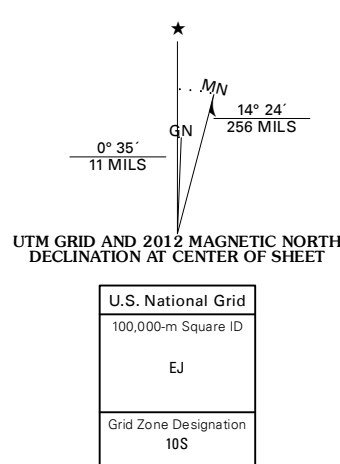 ★
MN
GN
14° 24´
256 MILS
0° 35´
11 MILS
UTM GRID AND 2012 MAGNETIC NORTH
DECLINATION AT CENTER OF SHEET
U.S. National Grid
100,000-m Square ID
EJ
Grid Zone Designation
10S